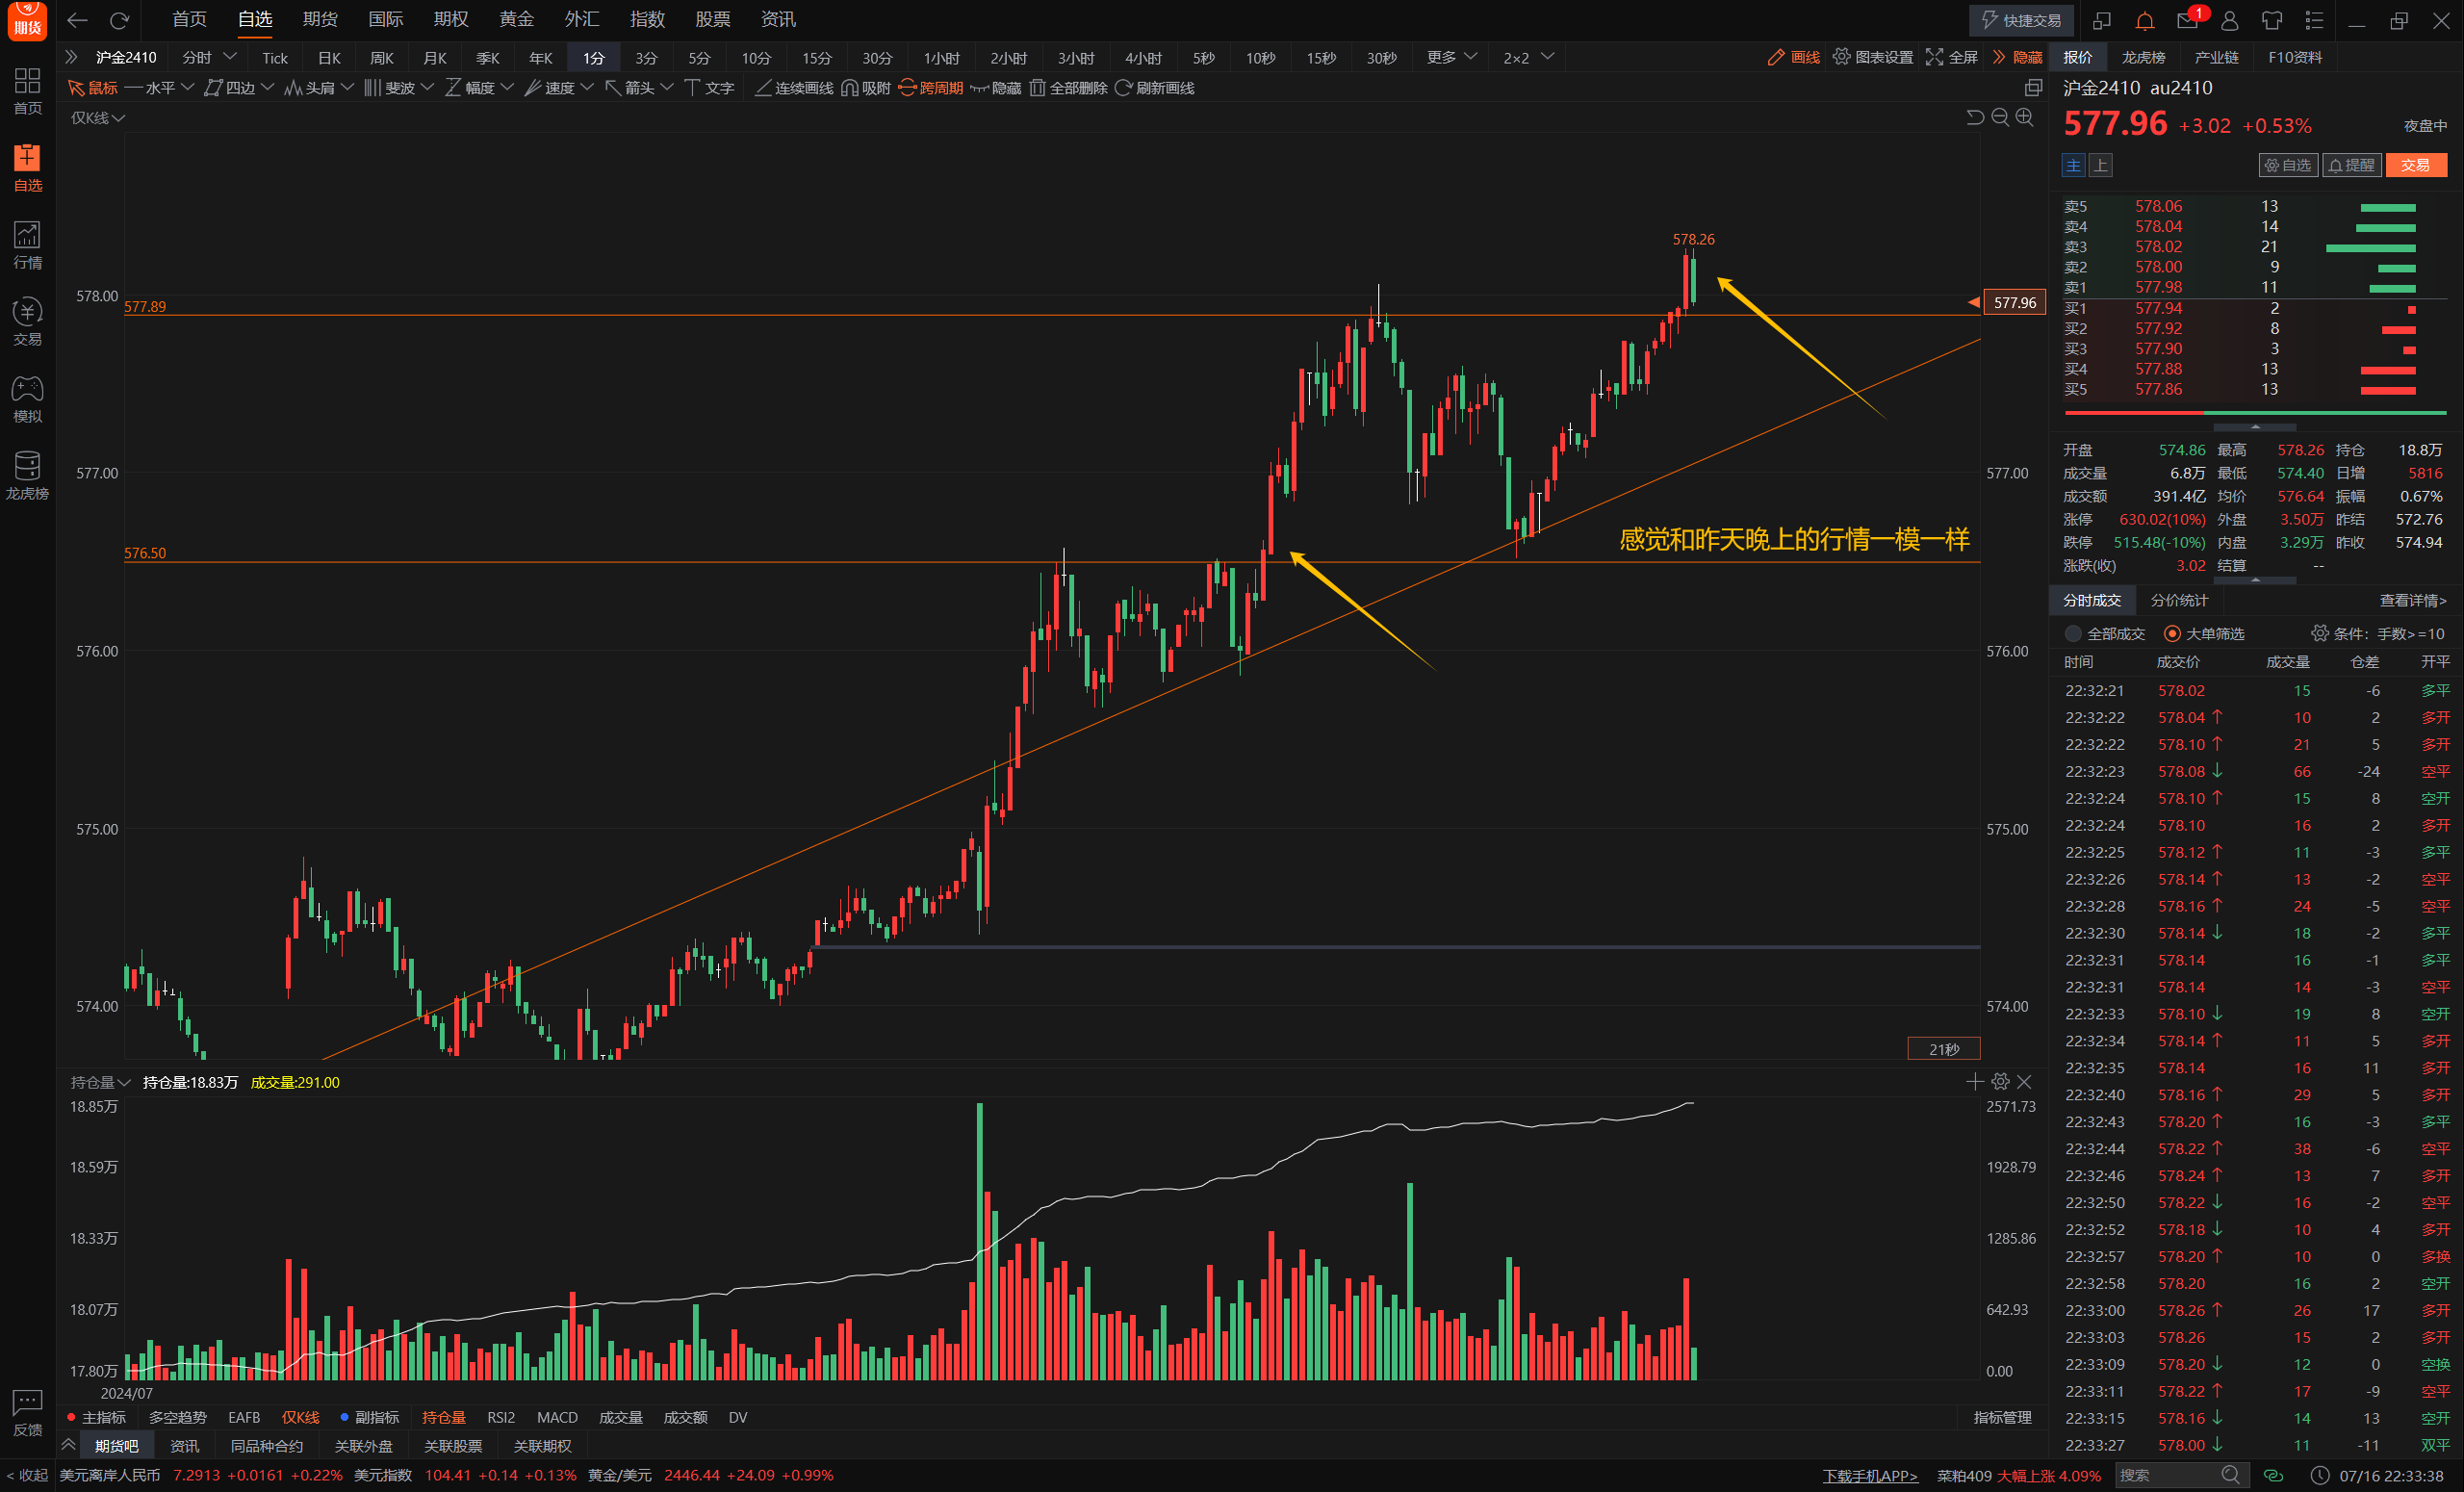 期货 首页 自选 期货 国际 期权 黄金 外汇 指数 股票 资讯 快捷交易 1
沪金2410 分时 Tick 日K 周K 月K 季K 年K 1分 3分 5分 10分 15分 30分 1小时 2小时 3小时 4小时 5秒 10秒 15秒 30秒 更多 2×2 画线 图表设置 全屏 隐藏 报价 龙虎榜 产业链 F10资料
鼠标 水平 四边 头肩 斐波 幅度 速度 箭头 文字 连续画线 吸附 跨周期 隐藏 全部删除 刷新画线
首页
自选
行情
交易
模拟
龙虎榜
反馈
< 收起
仅K线
578.00
577.00
576.00
575.00
574.00
577.89
576.50
578.26
感觉和昨天晚上的行情一模一样
577.96
577.00
576.00
575.00
574.00
21秒
持仓量 持仓量:18.83万 成交量:291.00
18.85万 2571.73
18.59万 1928.79
18.33万 1285.86
18.07万 642.93
17.80万 0.00
2024/07
主指标 多空趋势 EAFB 仅K线 副指标 持仓量 RSI2 MACD 成交量 成交额 DV 指标管理
期货吧 资讯 同品种合约 关联外盘 关联股票 关联期权
沪金2410 au2410
577.96 +3.02 +0.53% 夜盘中
主 上 自选 提醒 交易
卖5 578.06 13
卖4 578.04 14
卖3 578.02 21
卖2 578.00 9
卖1 577.98 11
买1 577.94 2
买2 577.92 8
买3 577.90 3
买4 577.88 13
买5 577.86 13
开盘 574.86 最高 578.26 持仓 18.8万
成交量 6.8万 最低 574.40 日增 5816
成交额 391.4亿 均价 576.64 振幅 0.67%
涨停 630.02(10%) 外盘 3.50万 昨结 572.76
跌停 515.48(-10%) 内盘 3.29万 昨收 574.94
涨跌(收) 3.02 结算 --
分时成交 分价统计 查看详情>
全部成交 大单筛选 条件：手数>=10
时间 成交价 成交量 仓差 开平
22:32:21 578.02 15 -6 多平
22:32:22 578.04 ↑ 10 2 多开
22:32:22 578.10 ↑ 21 5 多开
22:32:23 578.08 ↓ 66 -24 空平
22:32:24 578.10 ↑ 15 8 空开
22:32:24 578.10 16 2 多开
22:32:25 578.12 ↑ 11 -3 多平
22:32:26 578.14 ↑ 13 -2 空平
22:32:28 578.16 ↑ 24 -5 空平
22:32:30 578.14 ↓ 18 -2 多平
22:32:31 578.14 16 -1 多平
22:32:31 578.14 14 -3 空平
22:32:33 578.10 ↓ 19 8 空开
22:32:34 578.14 ↑ 11 5 多开
22:32:35 578.14 16 11 多开
22:32:40 578.16 ↑ 29 5 多开
22:32:43 578.20 ↑ 16 -3 多平
22:32:44 578.22 ↑ 38 -6 空平
22:32:46 578.24 ↑ 13 7 多开
22:32:50 578.22 ↓ 16 -2 空平
22:32:52 578.18 ↓ 10 4 多开
22:32:57 578.20 ↑ 10 0 多换
22:32:58 578.20 16 2 空开
22:33:00 578.26 ↑ 26 17 多开
22:33:03 578.26 15 2 多开
22:33:09 578.20 ↓ 12 0 空换
22:33:11 578.22 ↑ 17 -9 空平
22:33:15 578.16 ↓ 14 13 空开
22:33:27 578.00 ↓ 11 -11 双平
美元离岸人民币 7.2913 +0.0161 +0.22% 美元指数 104.41 +0.14 +0.13% 黄金/美元 2446.44 +24.09 +0.99% 下载手机APP> 菜粕409 大幅上涨 4.09% 搜索 07/16 22:33:38